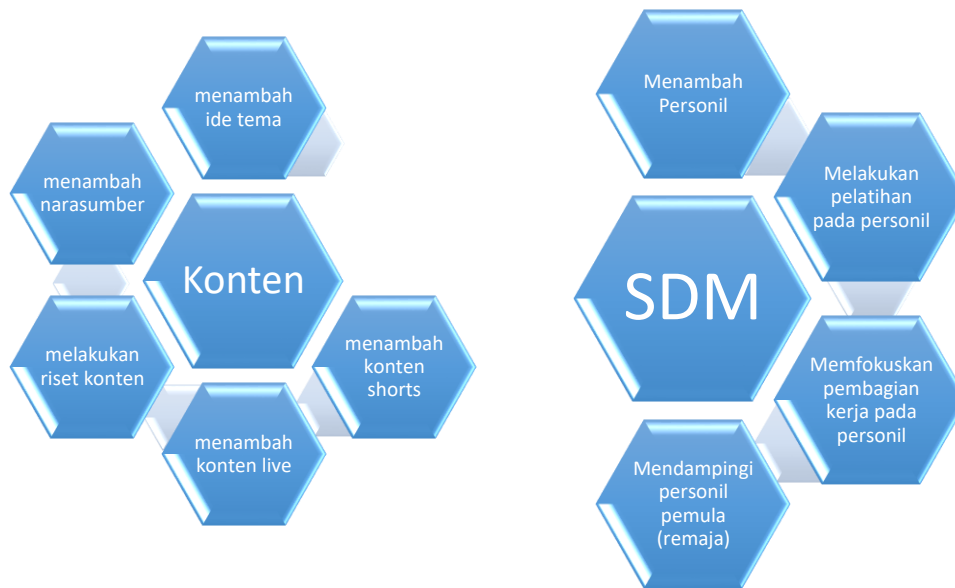 menambah
ide tema
menambah
narasumber
Konten
melakukan
riset konten
menambah
konten live
menambah
konten
shorts
Menambah
Personil
Melakukan
pelatihan
pada personil
SDM
Memfokuskan
pembagian
kerja pada
personil
Mendampingi
personil
pemula
(remaja)